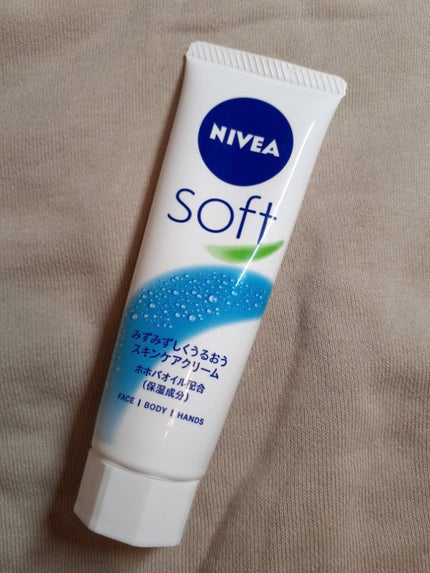 NIVEA
soft
みずみずしくうるおう
スキンケアクリーム
ホホバオイル配合
(保湿成分)
FACE | BODY | HANDS